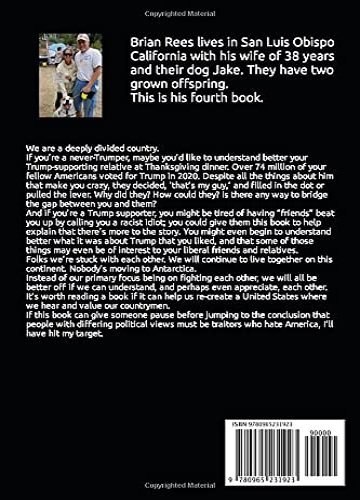 Brian Rees lives in San Luis Obispo
California with his wife of 38 years
and their dog Jake. They have two
grown offspring.
This is his fourth book.
We are a deeply divided country.
If you're a never-Trumper, maybe you'd like to understand better your
Trump-supporting relative at Thanksgiving dinner. Over 74 million of your
fellow Americans voted for Trump in 2020. Despite all the things about him
that make you crazy, they decided, 'that's my guy,' and filled in the dot or
pulled the lever. Why did they? How could they? is there any way to bridge
the gap between you and them?
And if you're a Trump supporter, you might be tired of having "friends" beat
you up by calling you a racist idiot; you could give them this book to help
explain that there's more to the story. You might even begin to understand
better what it was about Trump that you liked, and that some of those
things may even be of interest to your liberal friends and relatives.
Folks we're stuck with each other. We will continue to live together on this
continent. Nobody's moving to Antarctica.
Instead of our primary focus being on fighting each other, we will all be
better off if we can understand, and perhaps even appreciate, each other.
It's worth reading a book if it can help us re-create a United States where
we hear and value our countrymen.
If this book can give someone pause before jumping to the conclusion that
people with differing political views must be traitors who hate America, I'll
have hit my target.
ISBN 9780965231923
90000
9 780965 231923